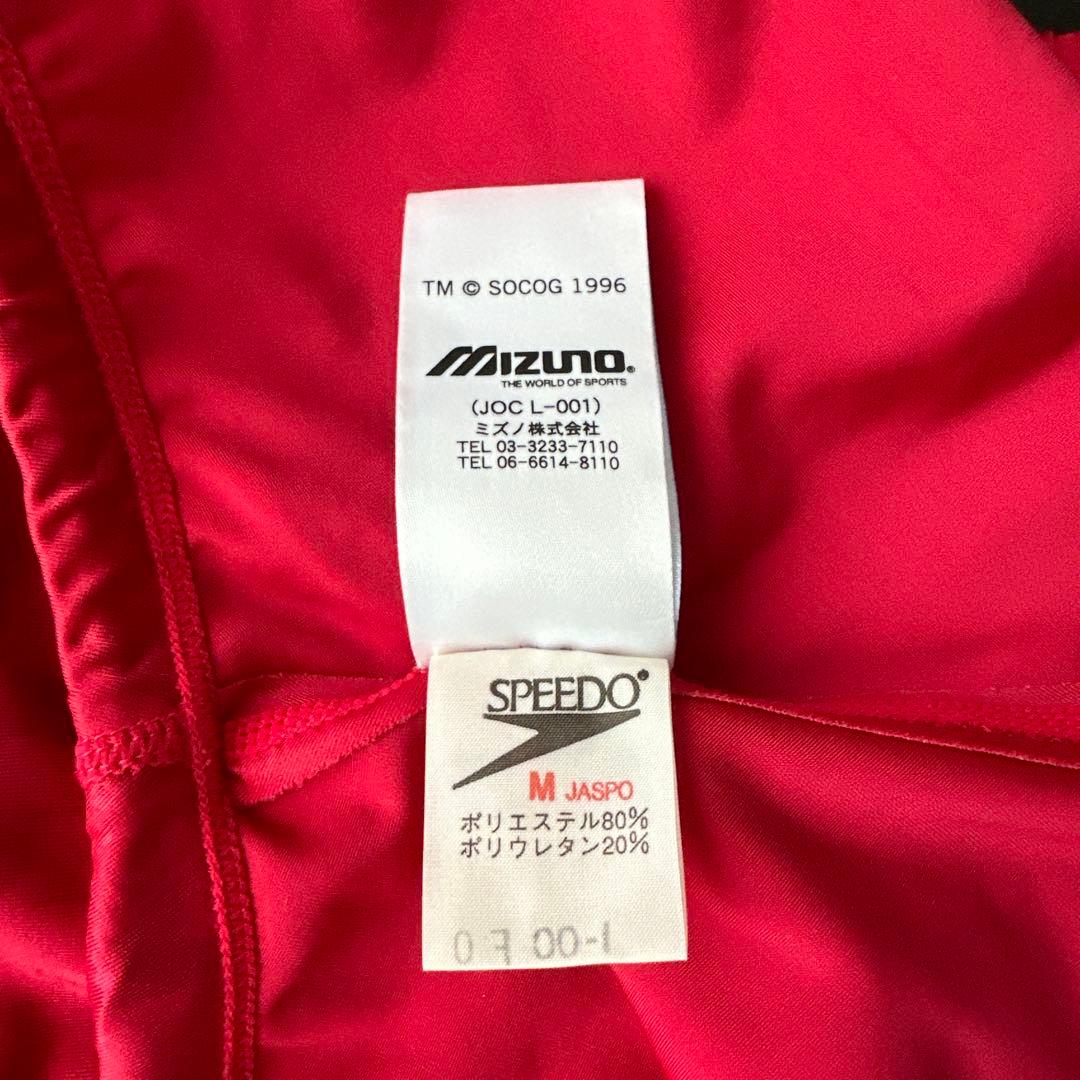 TM © SOCOG 1996
MIZUNO®
THE WORLD OF SPORTS
(JOC L-001)
ミズノ株式会社
TEL 03-3233-7110
TEL 06-6614-8110
SPEEDO®
M JASPO
ポリエステル80%
ポリウレタン20%